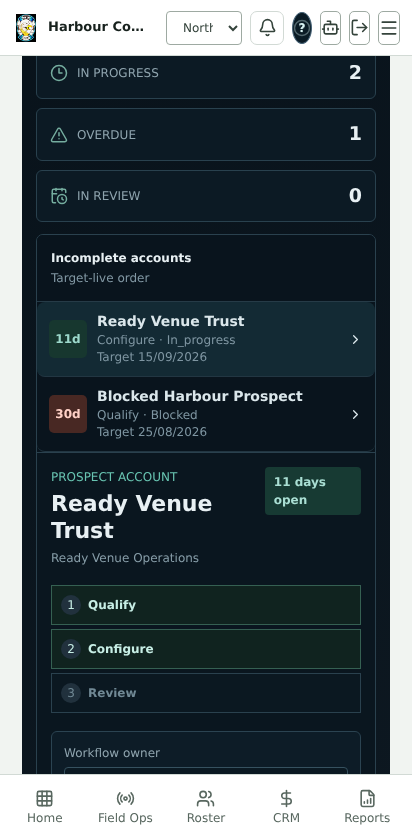 Harbour Co...
North
?
IN PROGRESS
2
OVERDUE
1
IN REVIEW
0
Incomplete accounts
Target-live order
11d
Ready Venue Trust
Configure · In_progress
Target 15/09/2026
30d
Blocked Harbour Prospect
Qualify · Blocked
Target 25/08/2026
PROSPECT ACCOUNT
Ready Venue
Trust
11 days
open
Ready Venue Operations
1 Qualify
2 Configure
3 Review
Workflow owner
Home
Field Ops
Roster
CRM
Reports